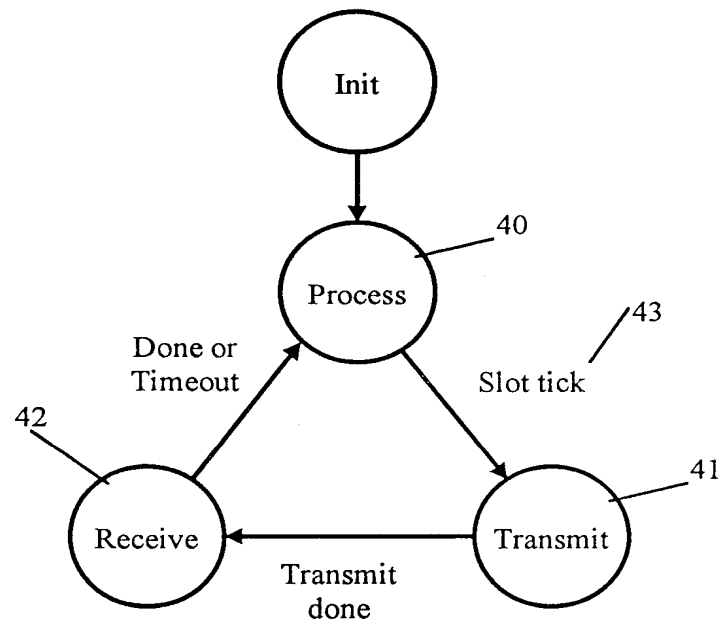 Init
40
Process
43
Done or
Timeout
Slot tick
42
41
Receive
Transmit
Transmit
done